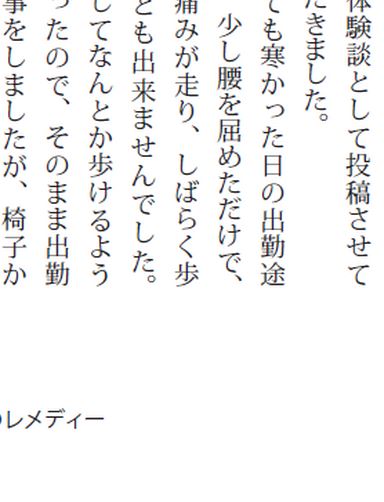 体験談として投稿させて
だきました。
少し腰を屈めただけで、
ても寒かった日の出勤途
痛みが走り、しばらく歩
とも出来ませんでした。
してなんとか歩けるよう
ったので、そのまま出勤
事をしましたが、椅子か
のレメディー